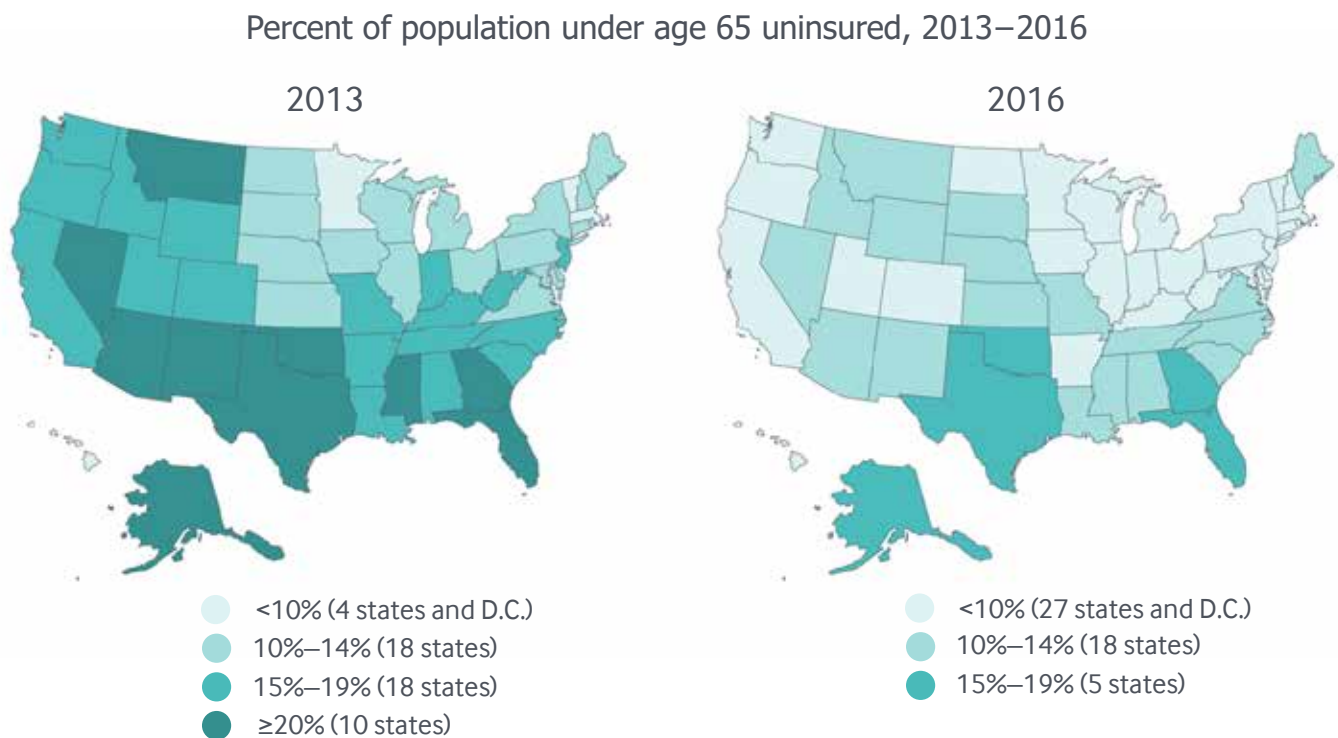 Percent of population under age 65 uninsured, 2013–2016
2013
2016
<10% (4 states and D.C.)
10%–14% (18 states)
15%–19% (18 states)
≥20% (10 states)
<10% (27 states and D.C.)
10%–14% (18 states)
15%–19% (5 states)